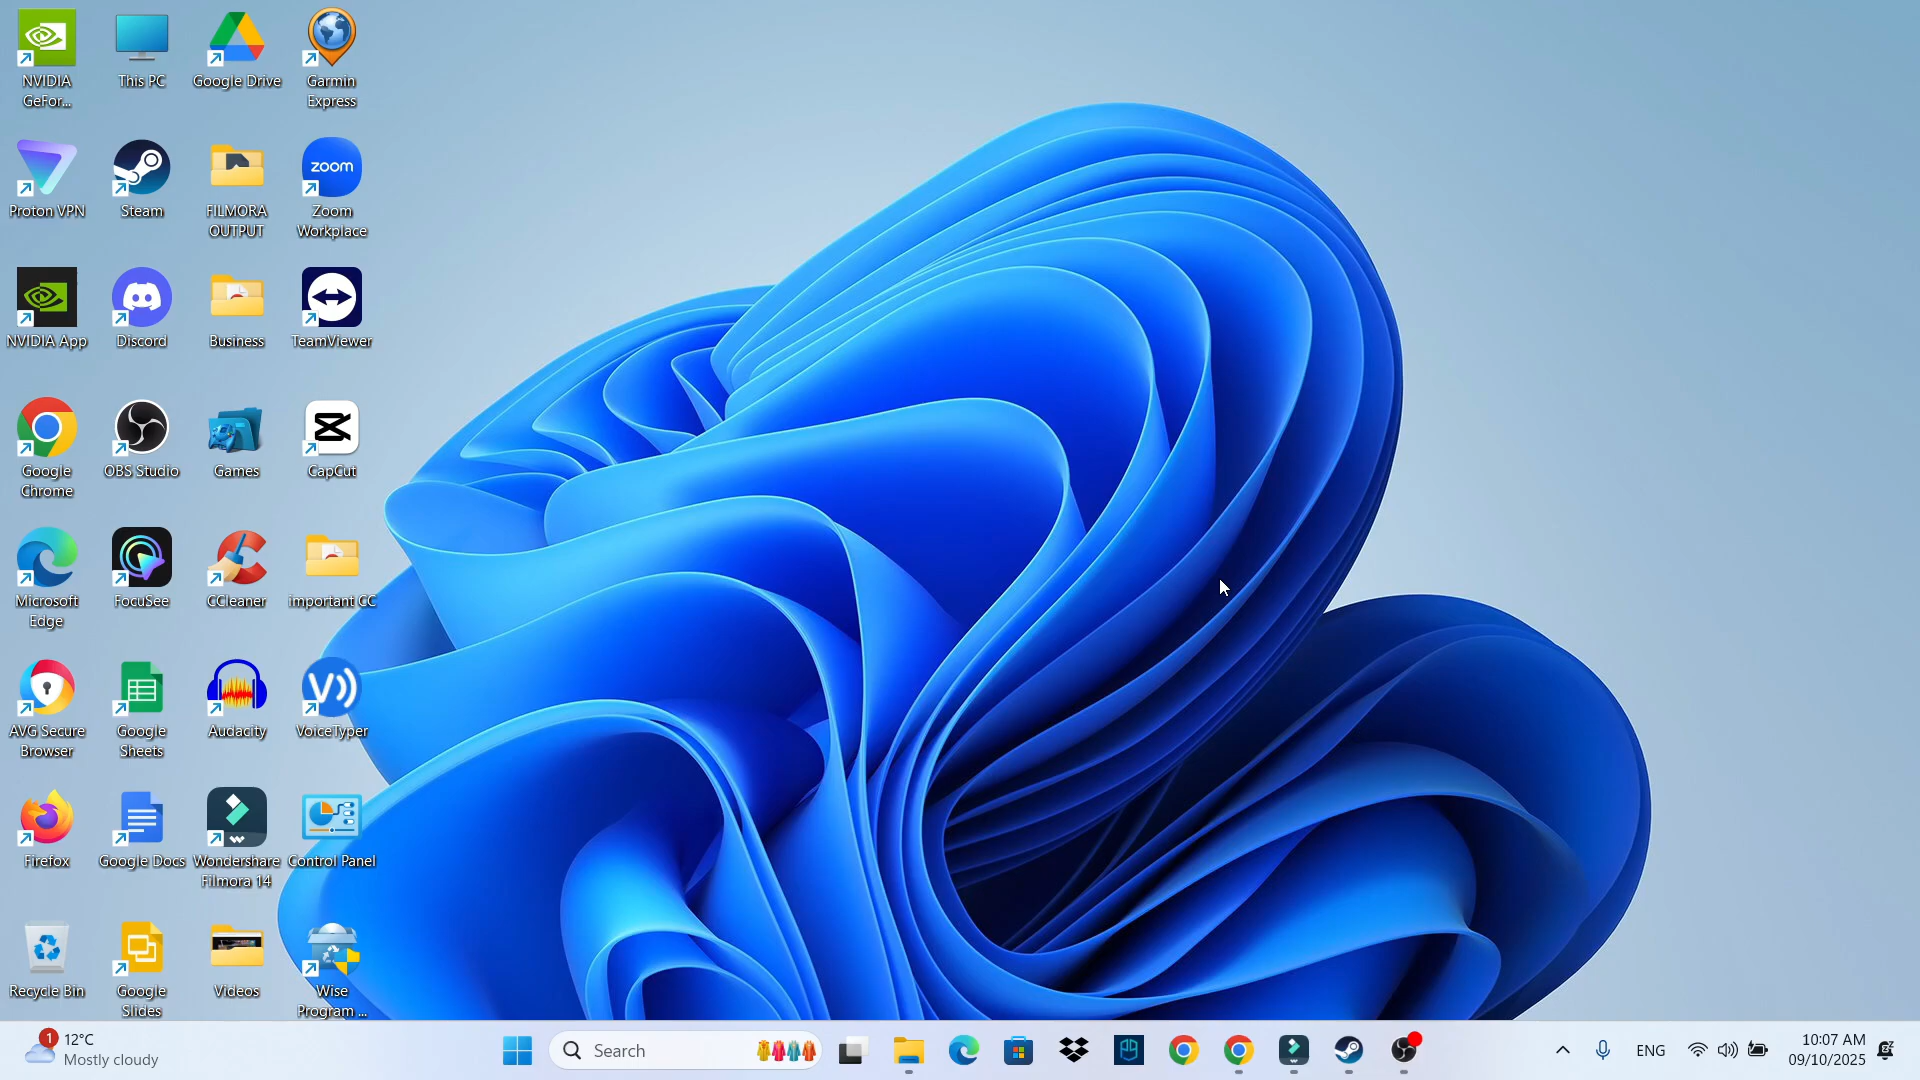 NVIDIA
GeFor...
This PC
Google Drive
Garmin
Express
Proton VPN
Steam
FILMORA
OUTPUT
zoom
Zoom
Workplace
NVIDIA App
Discord
Business
TeamViewer
Google
Chrome
OBS Studio
Games
CapCut
Microsoft
Edge
FocuSee
CCleaner
important CC
AVG Secure
Browser
Google
Sheets
Audacity
V))
VoiceTyper
Firefox
Google Docs
Wondershare
Filmora 14
Control Panel
Recycle Bin
Google
Slides
Videos
Wise
Program ...
1
12°C
Mostly cloudy
Search
ENG
10:07 AM
09/10/2025